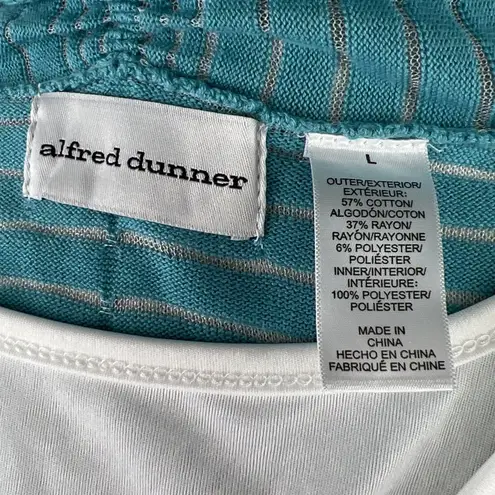 alfred dunner
L
OUTER/EXTERIOR/
EXTÉRIEUR:
57% COTTON/
ALGODÓN/COTON
37% RAYON/
RAYÓN/RAYONNE
6% POLYESTER/
POLIÉSTER
INNER/INTERIOR/
INTÉRIEURE:
100% POLYESTER/
POLIÉSTER
MADE IN
CHINA
HECHO EN CHINA
FABRIQUÉ EN CHINE